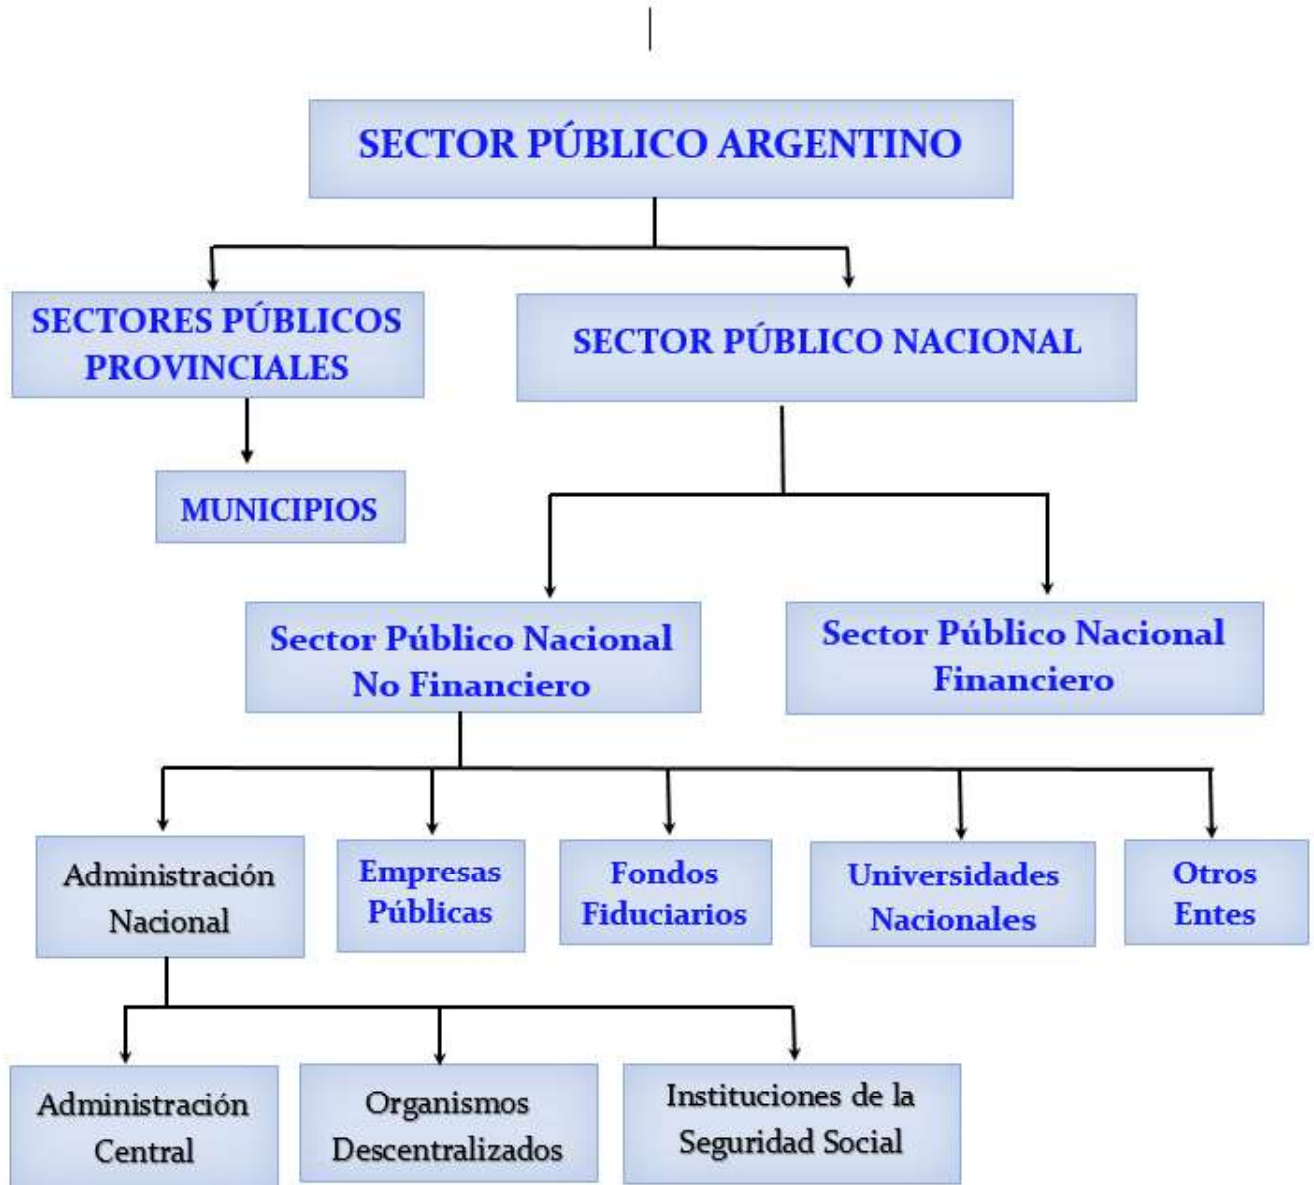 SECTOR PÚBLICO ARGENTINO
SECTORES PÚBLICOS
PROVINCIALES
SECTOR PÚBLICO NACIONAL
MUNICIPIOS
Sector Público Nacional
No Financiero
Sector Público Nacional
Financiero
Administración
Nacional
Empresas
Públicas
Fondos
Fiduciarios
Universidades
Nacionales
Otros
Entes
Administración
Central
Organismos
Descentralizados
Instituciones de la
Seguridad Social